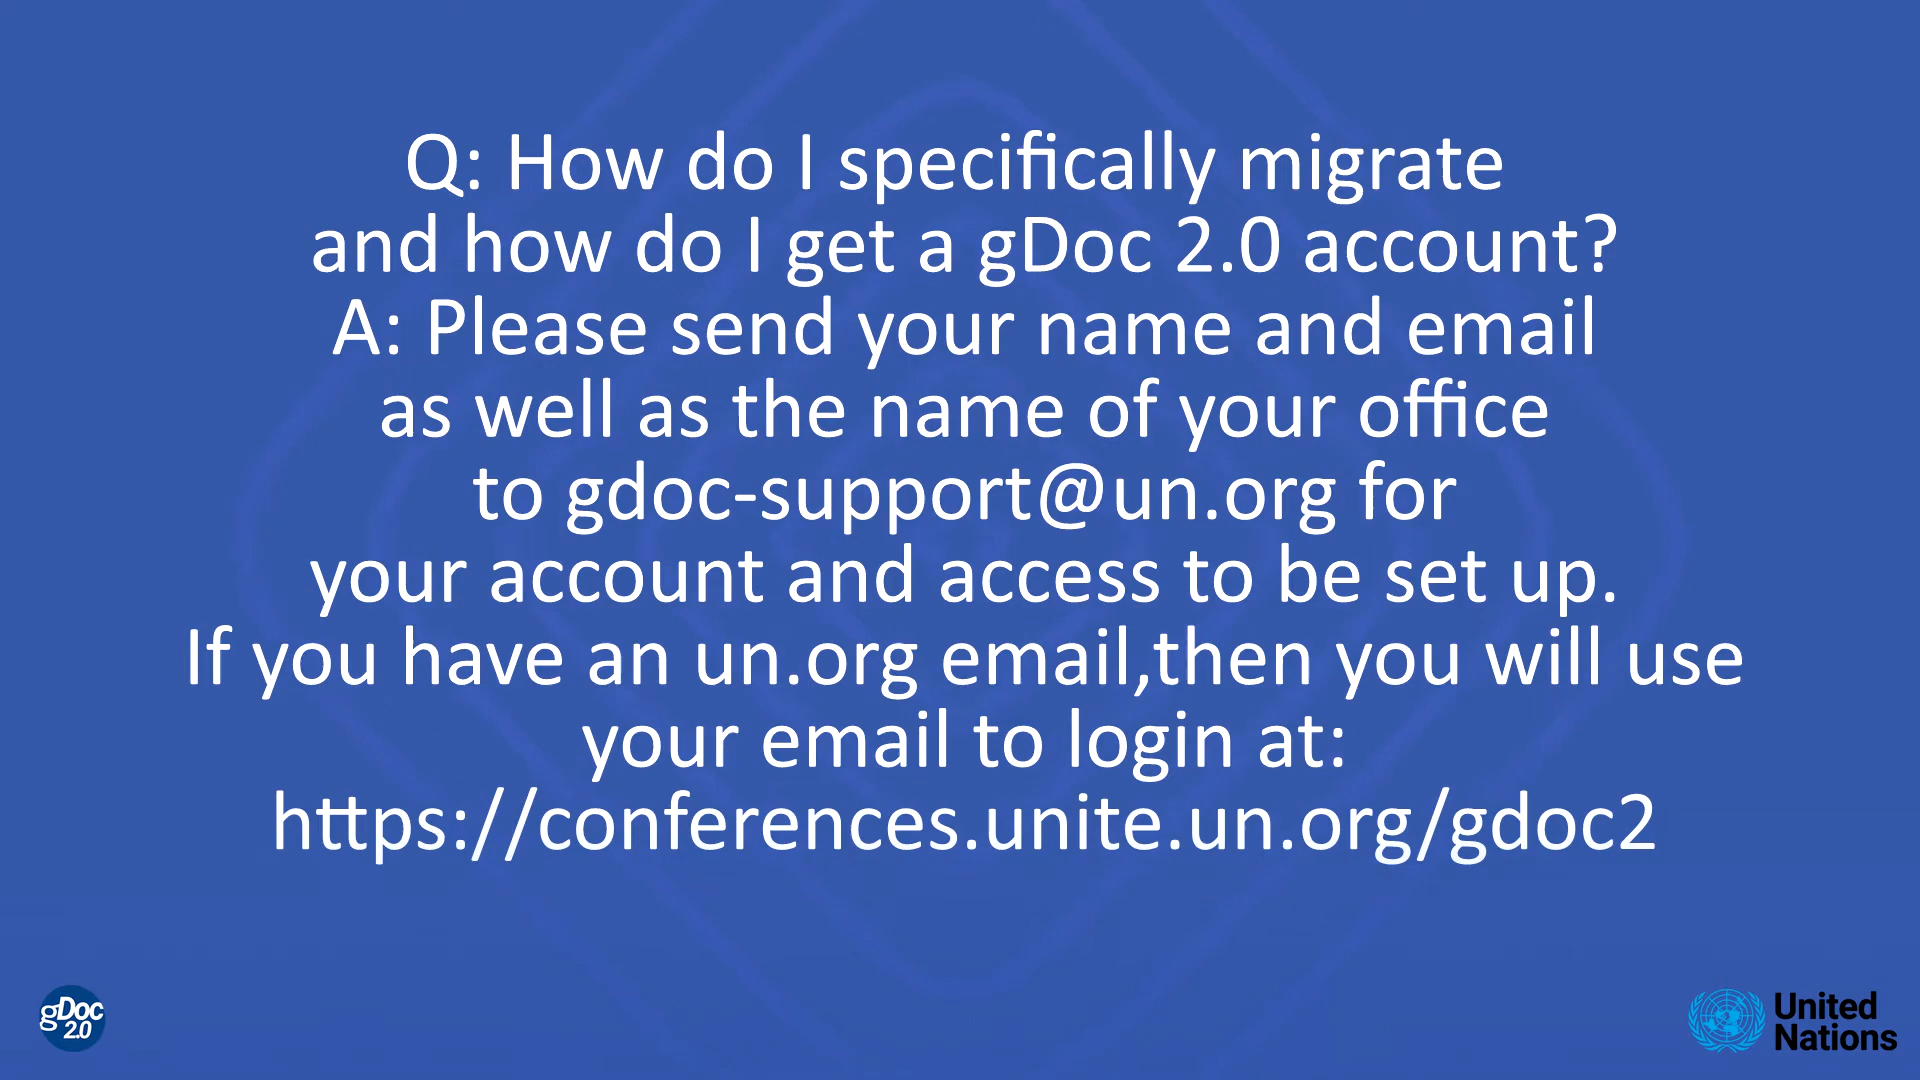 Q: How do I specifically migrate
and how do I get a gDoc 2.0 account?
A: Please send your name and email
as well as the name of your office
to gdoc-support@un.org for
your account and access to be set up.
If you have an un.org email,then you will use
your email to login at:
https://conferences.unite.un.org/gdoc2
gDoc
2.0
United
Nations